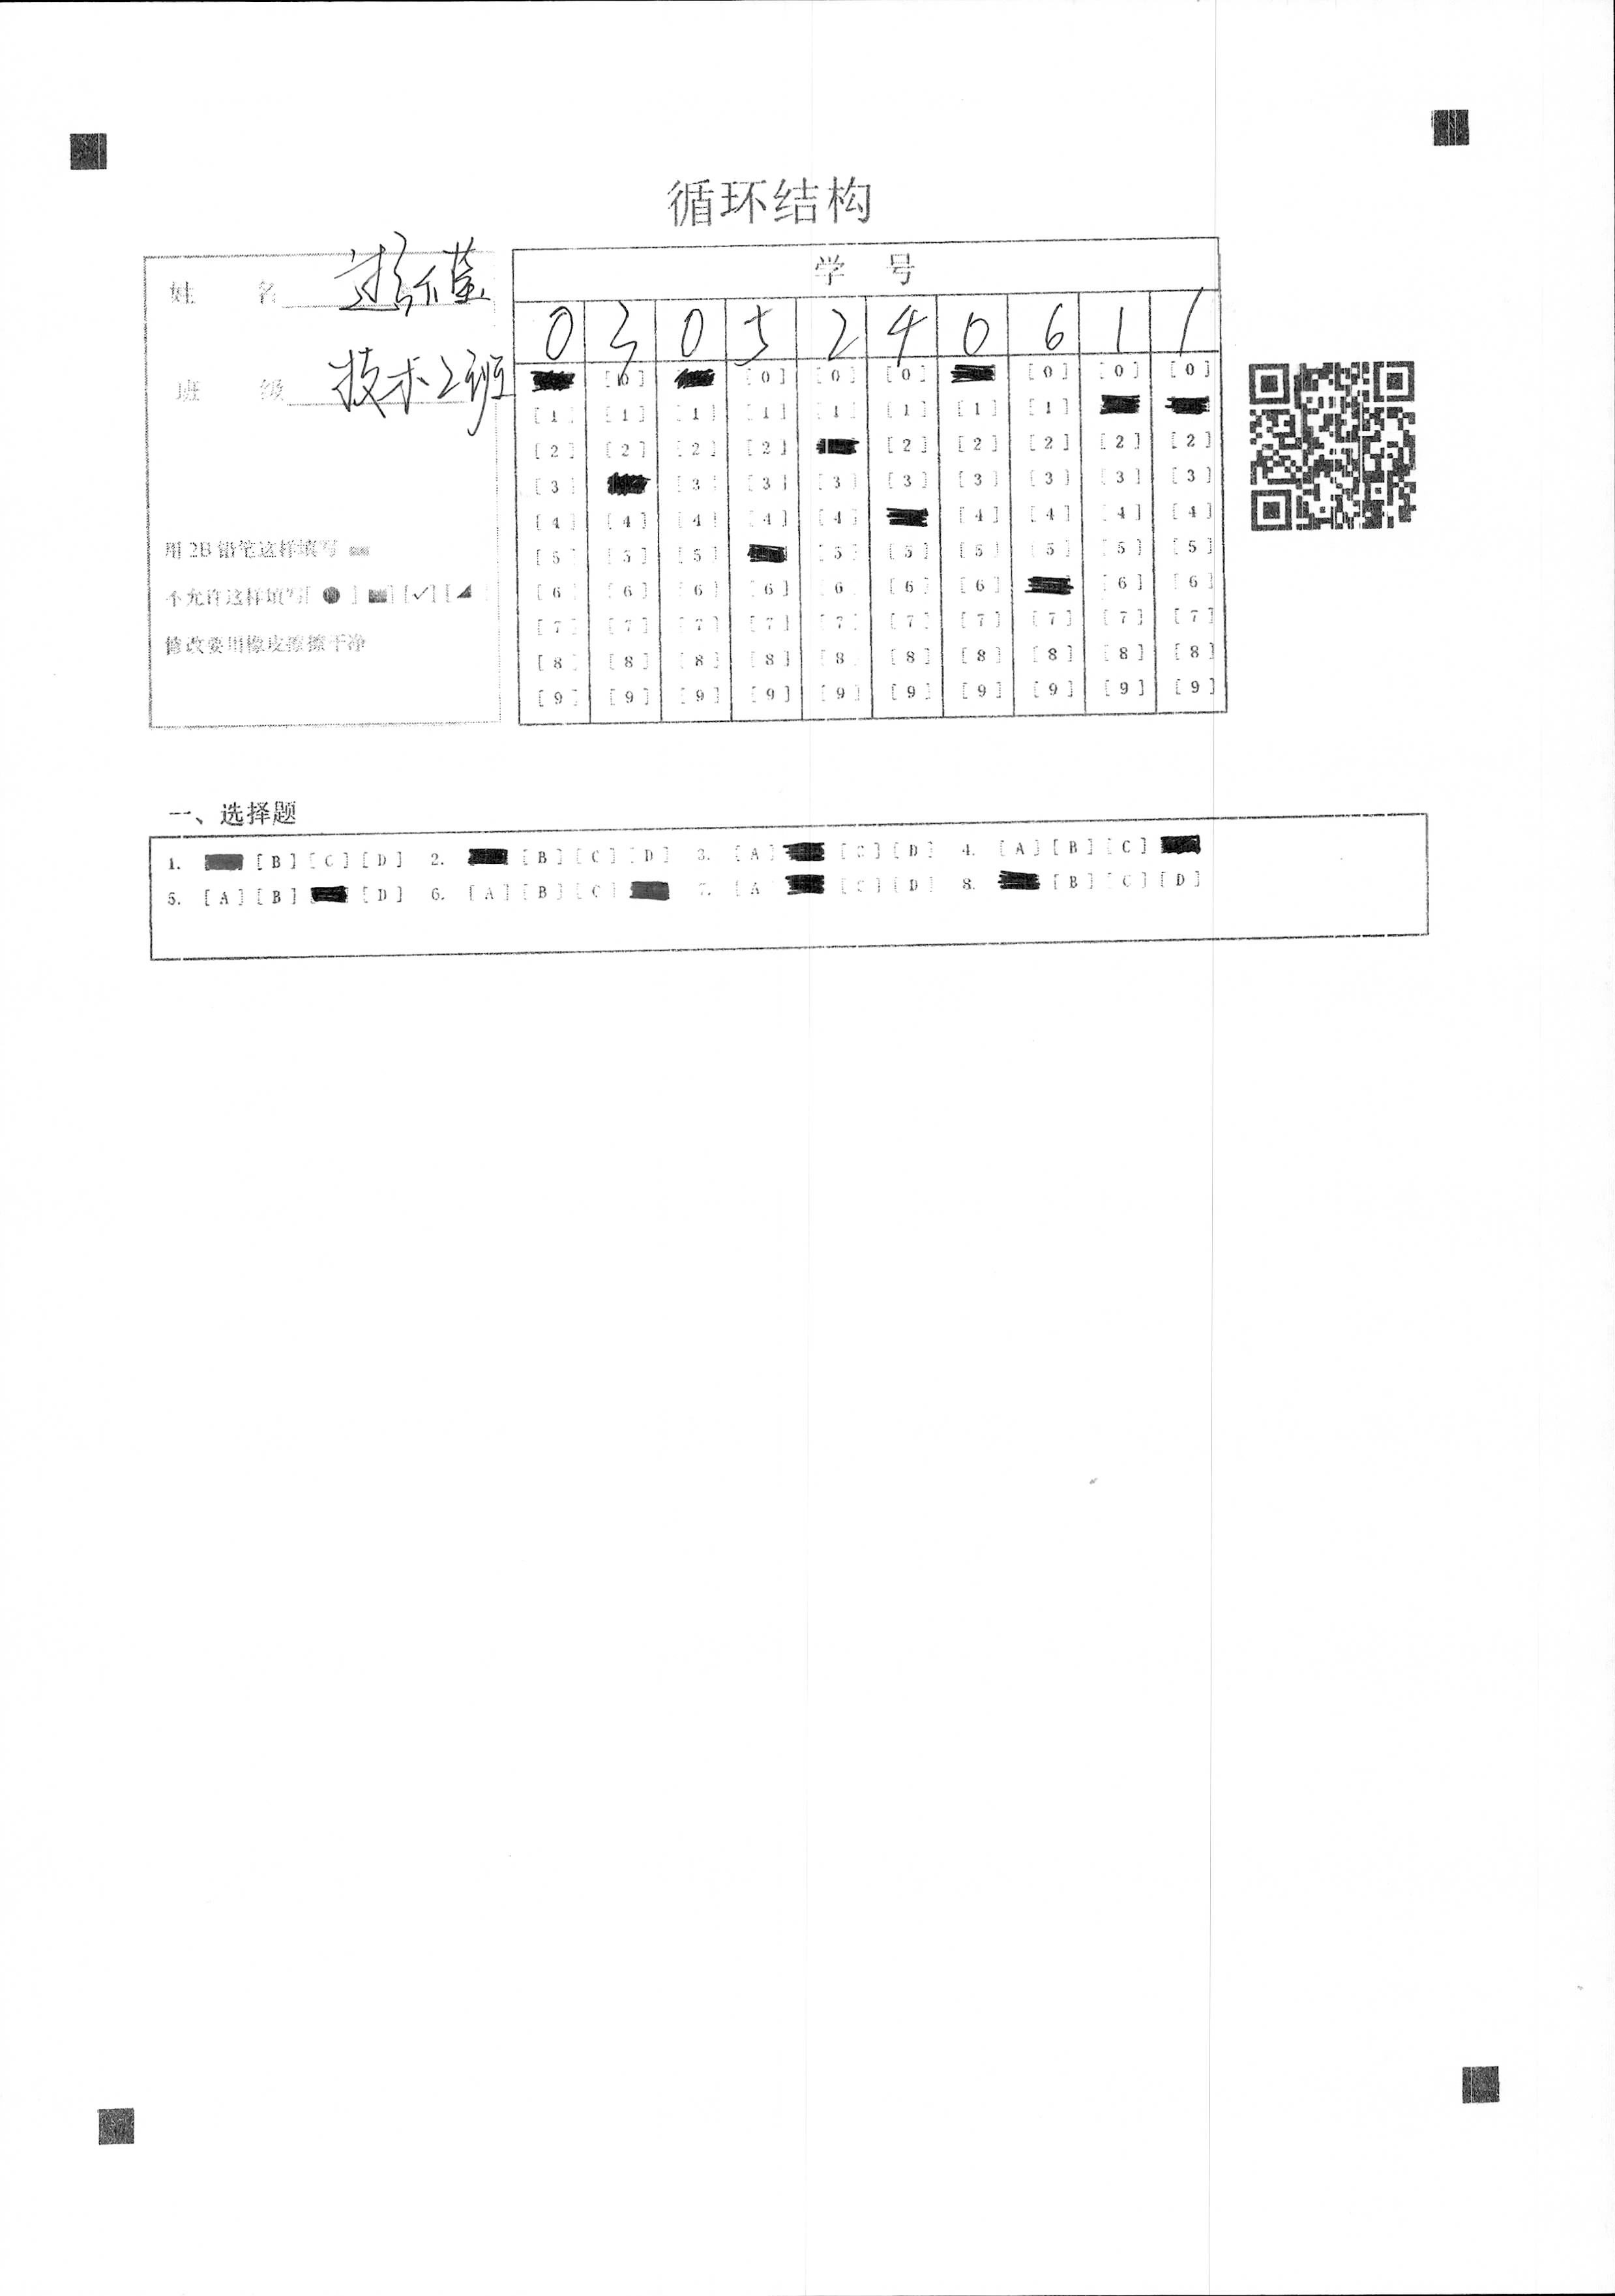 循环结构
姓 名
班 级 技术2班
用2B铅笔这样填写
不允许这样填写[ ● ] [ ] [✓] [◢
修改要用橡皮擦擦干净
学 号
0 3 0 5 2 4 0 6 1 1
[0] [0] [0] [0] [0] [0]
[1] [1] [1] [1] [1] [1] [1] [1]
[2] [2] [2] [2] [2] [2] [2] [2] [2]
[3] [3] [3] [3] [3] [3] [3] [3] [3]
[4] [4] [4] [4] [4] [4] [4] [4] [4]
[5] [5] [5] [5] [5] [5] [5] [5] [5]
[6] [6] [6] [6] [6] [6] [6] [6] [6]
[7] [7] [7] [7] [7] [7] [7] [7] [7] [7]
[8] [8] [8] [8] [8] [8] [8] [8] [8] [8]
[9] [9] [9] [9] [9] [9] [9] [9] [9] [9]
一、选择题
1. [B] [C] [D] 2. [B] [C] [D] 3. [A] [C] [D] 4. [A] [B] [C]
5. [A] [B] [D] 6. [A] [B] [C] 7. [A] [C] [D] 8. [B] [C] [D]